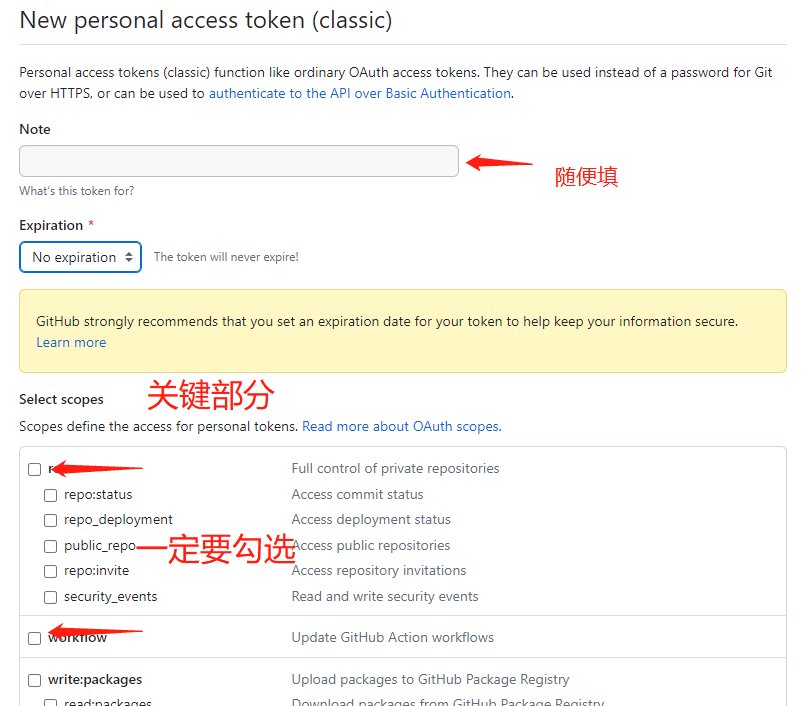 New personal access token (classic)
Personal access tokens (classic) function like ordinary OAuth access tokens. They can be used instead of a password for Git
over HTTPS, or can be used to authenticate to the API over Basic Authentication.
Note
随便填
What's this token for?
Expiration *
No expiration The token will never expire!
GitHub strongly recommends that you set an expiration date for your token to help keep your information secure.
Learn more
关键部分
Select scopes
Scopes define the access for personal tokens. Read more about OAuth scopes.
Full control of private repositories
repo:status Access commit status
repo_deployment Access deployment status
public_repo 一定要勾选 Access public repositories
repo:invite Access repository invitations
security_events Read and write security events
workflow Update GitHub Action workflows
write:packages Upload packages to GitHub Package Registry
read:packages Download packages from GitHub Package Registry